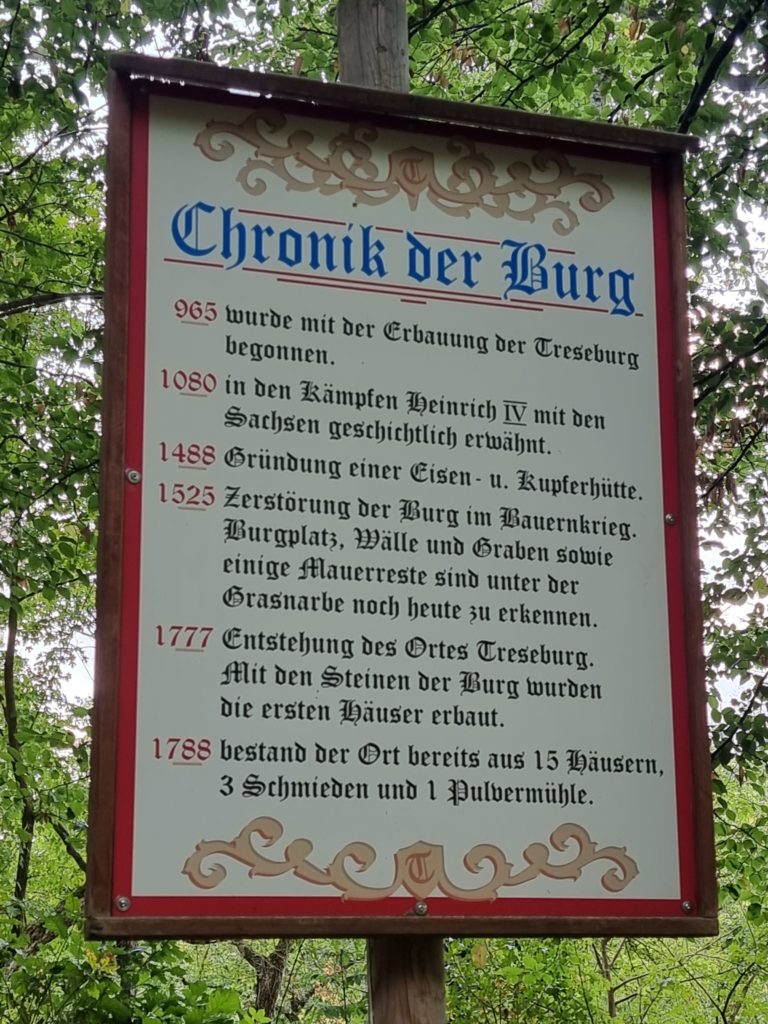 T
Chronik der Burg
965 wurde mit der Erbauung der Treseburg
begonnen.
1080 in den Kämpfen Heinrich IV mit den
Sachsen geschichtlich erwähnt.
1488 Gründung einer Eisen- u. Kupferhütte.
1525 Zerstörung der Burg im Bauernkrieg.
Burgplatz, Wälle und Graben sowie
einige Mauerreste sind unter der
Grasnarbe noch heute zu erkennen.
1777 Entstehung des Ortes Treseburg.
Mit den Steinen der Burg wurden
die ersten Häuser erbaut.
1788 bestand der Ort bereits aus 15 Häusern,
3 Schmieden und 1 Pulvermühle.
T